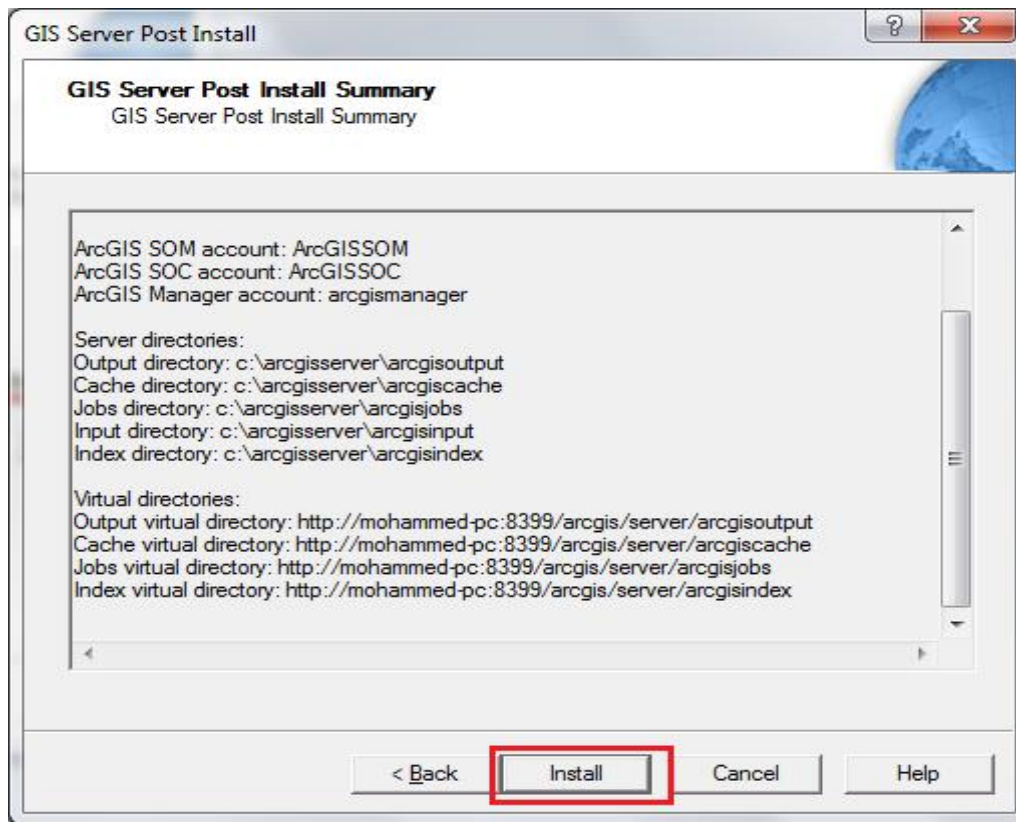 GIS Server Post Install
GIS Server Post Install Summary
GIS Server Post Install Summary
ArcGIS SOM account: ArcGISSOM
ArcGIS SOC account: ArcGISSOC
ArcGIS Manager account: arcgismanager
Server directories:
Output directory: c:\arcgisserver\arcgisoutput
Cache directory: c:\arcgisserver\arcgiscache
Jobs directory: c:\arcgisserver\arcgisjobs
Input directory: c:\arcgisserver\arcgisinput
Index directory: c:\arcgisserver\arcgisindex
Virtual directories:
Output virtual directory: http://mohammed-pc:8399/arcgis/server/arcgisoutput
Cache virtual directory: http://mohammed-pc:8399/arcgis/server/arcgiscache
Jobs virtual directory: http://mohammed-pc:8399/arcgis/server/arcgisjobs
Index virtual directory: http://mohammed-pc:8399/arcgis/server/arcgisindex
< Back Install Cancel Help